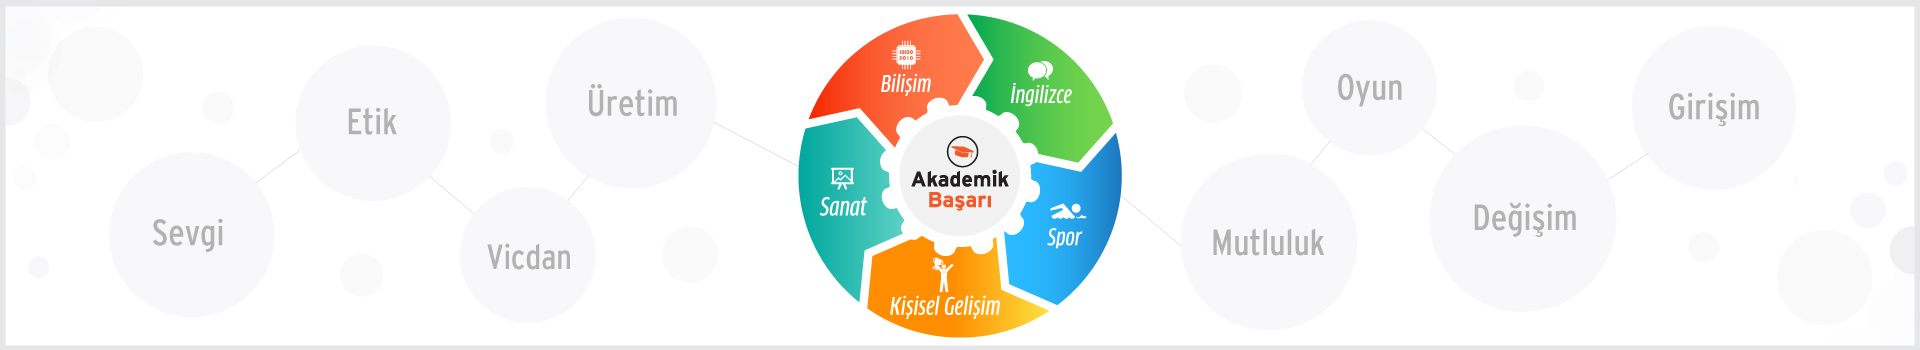 Sevgi
Etik
Vicdan
Üretim
Bilişim
İngilizce
Sanat
Spor
Kişisel Gelişim
Akademik
Başarı
Mutluluk
Oyun
Değişim
Girişim